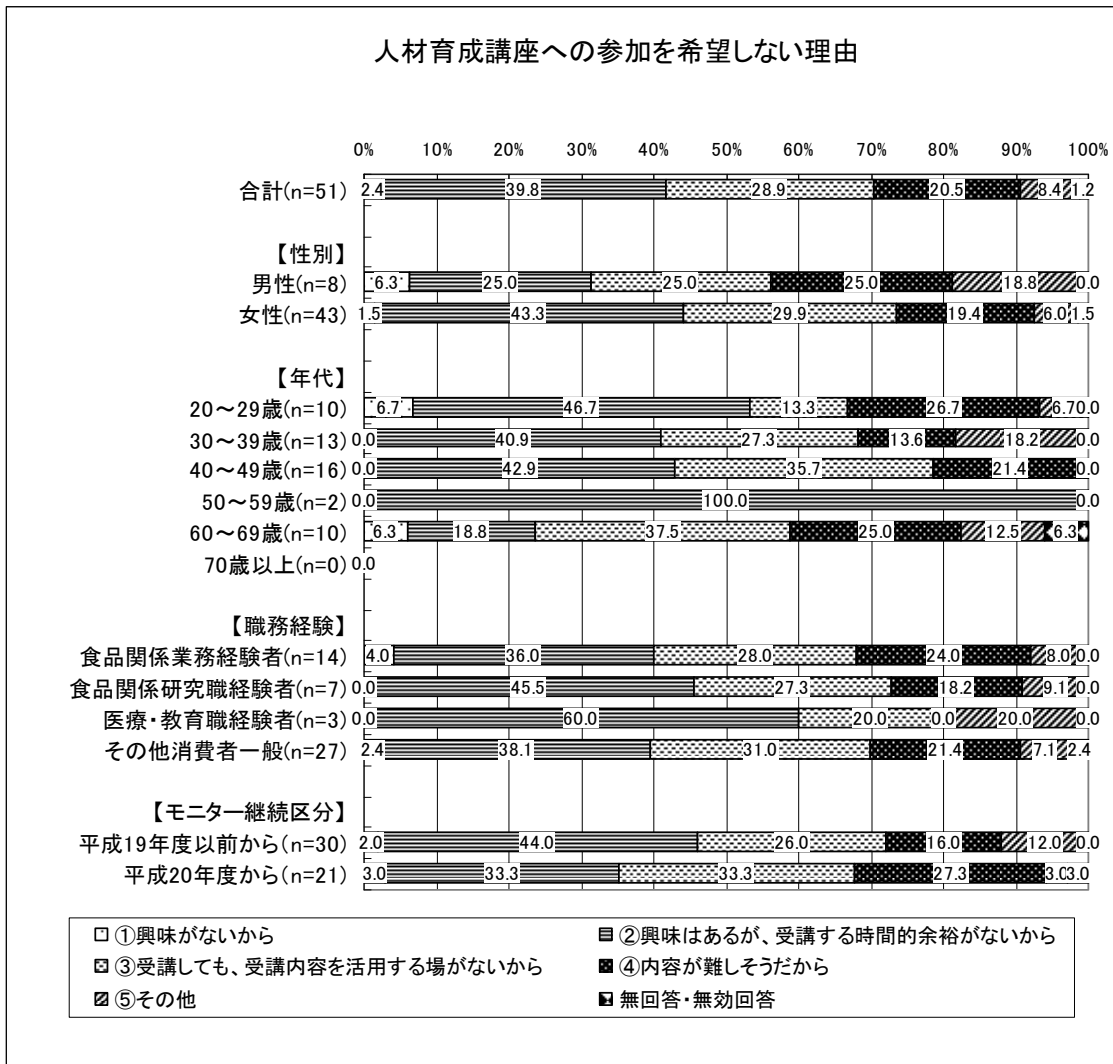 人材育成講座への参加を希望しない理由
0% 10% 20% 30% 40% 50% 60% 70% 80% 90% 100%
合計(n=51) 2.4 39.8 28.9 20.5 8.4 1.2
【性別】
男性(n=8) 6.3 25.0 25.0 25.0 18.8 0.0
女性(n=43) 1.5 43.3 29.9 19.4 6.0 1.5
【年代】
20～29歳(n=10) 6.7 46.7 13.3 26.7 6.7 0.0
30～39歳(n=13) 0.0 40.9 27.3 13.6 18.2 0.0
40～49歳(n=16) 0.0 42.9 35.7 21.4 0.0
50～59歳(n=2) 0.0 100.0 0.0
60～69歳(n=10) 6.3 18.8 37.5 25.0 12.5 6.3
70歳以上(n=0) 0.0
【職務経験】
食品関係業務経験者(n=14) 4.0 36.0 28.0 24.0 8.0 0.0
食品関係研究職経験者(n=7) 0.0 45.5 27.3 18.2 9.1 0.0
医療・教育職経験者(n=3) 0.0 60.0 20.0 0.0 20.0 0.0
その他消費者一般(n=27) 2.4 38.1 31.0 21.4 7.1 2.4
【モニター継続区分】
平成19年度以前から(n=30) 2.0 44.0 26.0 16.0 12.0 0.0
平成20年度から(n=21) 3.0 33.3 33.3 27.3 3.0 3.0
①興味がないから ②興味はあるが、受講する時間的余裕がないから
③受講しても、受講内容を活用する場がないから ④内容が難しそうだから
⑤その他 無回答・無効回答